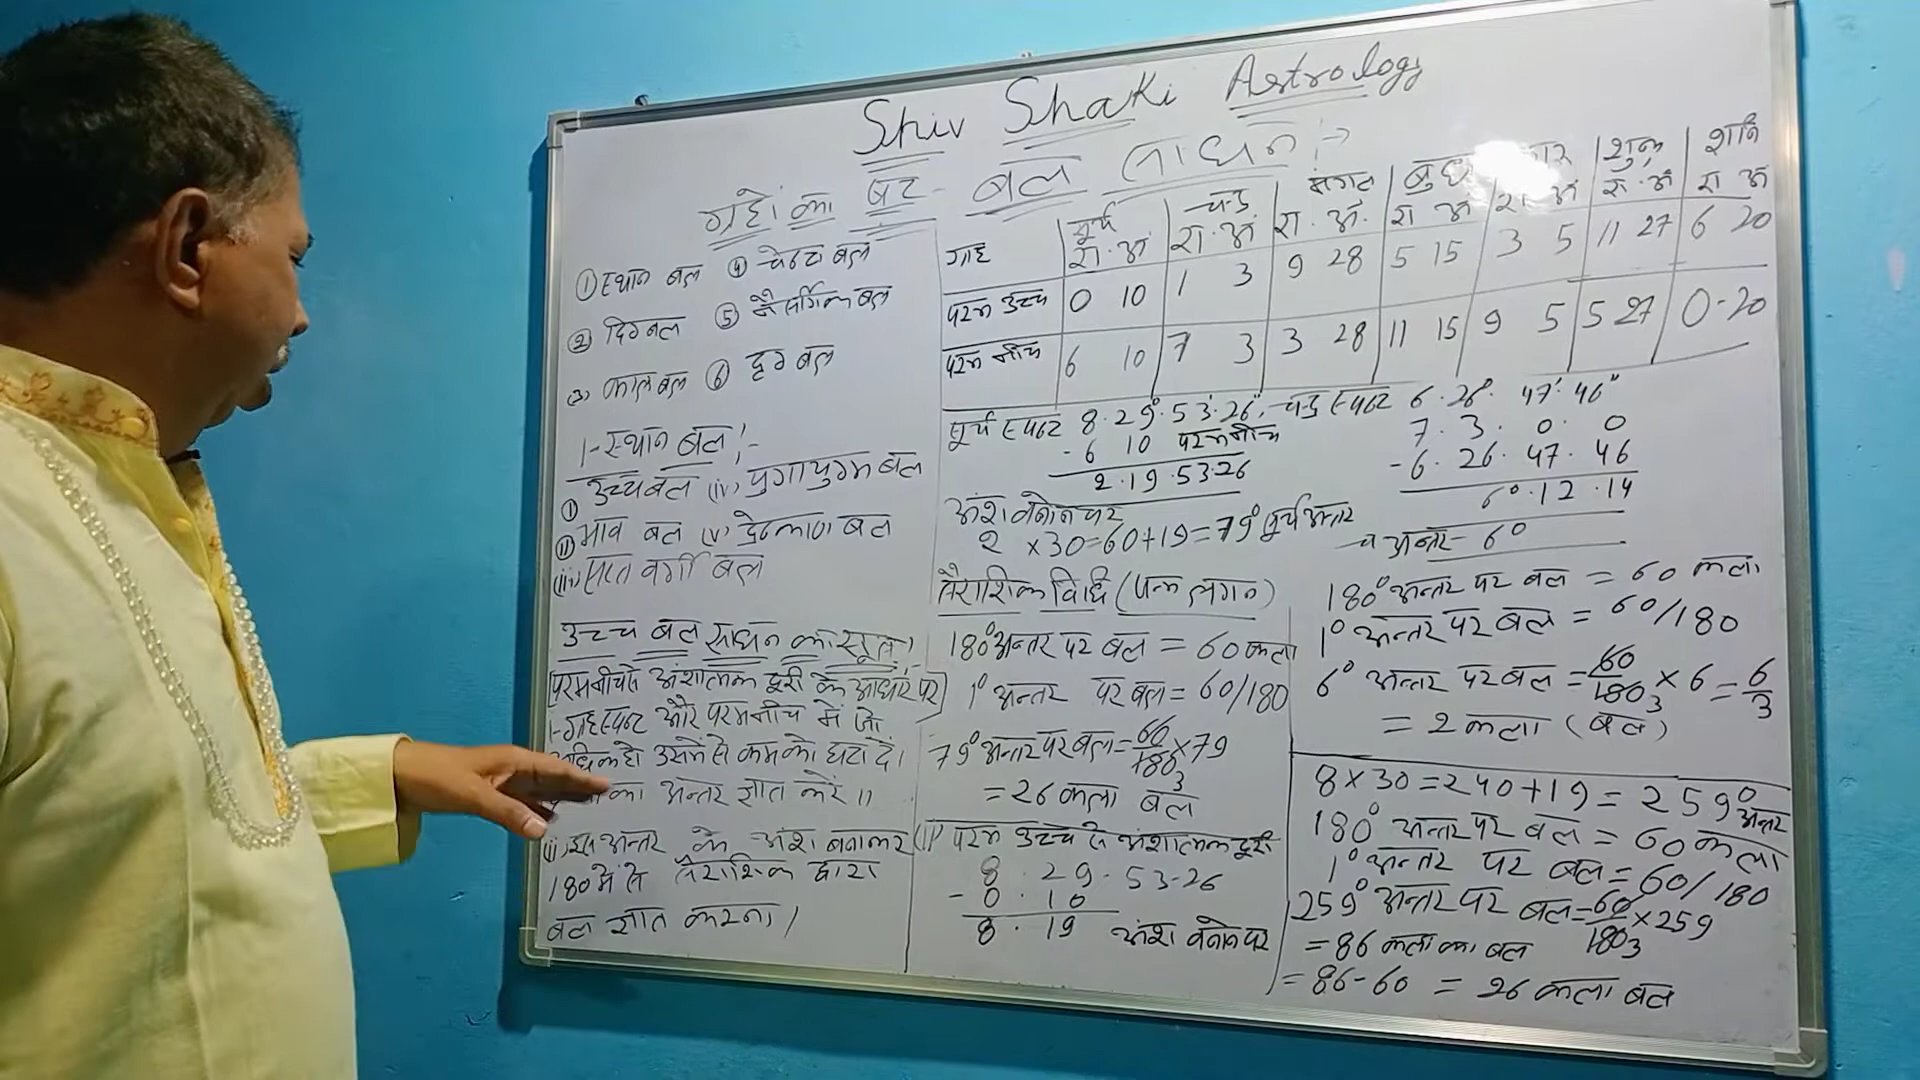 Shiv Shakti Astrology
ग्रहों का षट बल साधन :→
① स्थान बल ④ चेष्टा बल
② दिग बल ⑤ नैसर्गिक बल
(3) काल बल ⑥ दृग बल
1- स्थान बल :-
① उच्च बल (iv) युग्मायुग्म बल
(ii) भाव बल (v) द्रेष्काण बल
(iii) सप्त वर्गी बल
उच्च बल साधन का सूत्र :-
[परम नीच से अंशात्मक दूरी के आधार पर]
1- ग्रह स्पष्ट और परम नीच में जो
अधिक हो उसमें से कम को घटा दें।
का अन्तर ज्ञात करें ॥
(ii) इस अन्तर के अंश बनाकर
180 में से त्रैराशिक द्वारा
बल ज्ञात करना।
ग्रह सूर्य चन्द्र मंगल बुध शुक्र शनि
रा. अं रा. अं रा. अं. रा अं रा अं रा. अं रा अं
परम उच्च 0 10 1 3 9 28 5 15 3 5 11 27 6 20
परम नीच 6 10 7 3 3 28 11 15 9 5 5 27 0-20
सूर्य स्पष्ट 8.29°.53'.26", चन्द्र स्पष्ट 6.26°.47'.46"
- 6 10 परम नीच
2.19.53.26
7. 3. 0. 0
- 6. 26. 47. 46
6°.12.14
अंश बनाने पर
2 ×30=60+19=79° सूर्य अन्तर
अन्तर = 6°
त्रैराशिक विधि
180° अन्तर पर बल = 60 कला
1° अन्तर पर बल = 60/180
79° अन्तर पर बल = 60/180 3 ×79
= 26 कला बल
180° अन्तर पर बल = 60 कला
1° अन्तर पर बल = 60/180
6° अन्तर पर बल = 60/180 3 × 6 = 6/3
= 2 कला (बल)
(ii) परम उच्च से अंशात्मक दूरी
8. 29. 53-26
- 0. 10
8. 19 अंश बनाने पर
8 × 30 = 240 + 19 = 259° अन्तर
180° अन्तर पर बल = 60 कला
1° अन्तर पर बल = 60/180
259° अन्तर पर बल = 60/180 3 × 259
= 86 कला का बल
= 86-60 = 26 कला बल